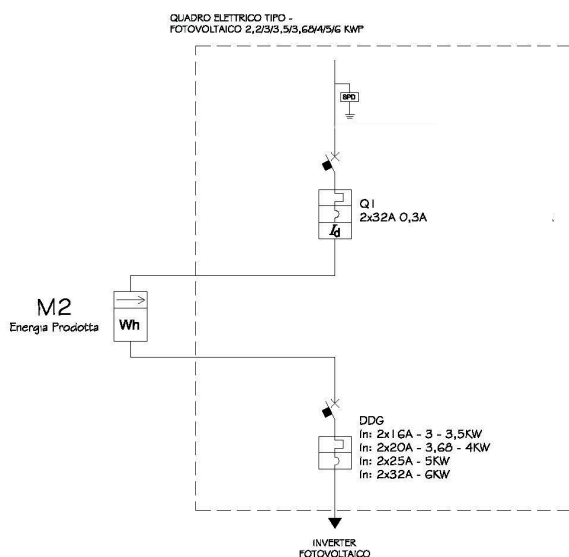 QUADRO ELETTRICO TIPO -
FOTOVOLTAICO 2,2/3/3,5/3,68/4/5/6 KWP
SPD
Q1
2x32A 0,3A
Id
M2
Energia Prodotta
Wh
DDG
In: 2x16A - 3 - 3,5KW
In: 2x20A - 3,68 - 4KW
In: 2x25A - 5KW
In: 2x32A - 6KW
INVERTER
FOTOVOLTAICO